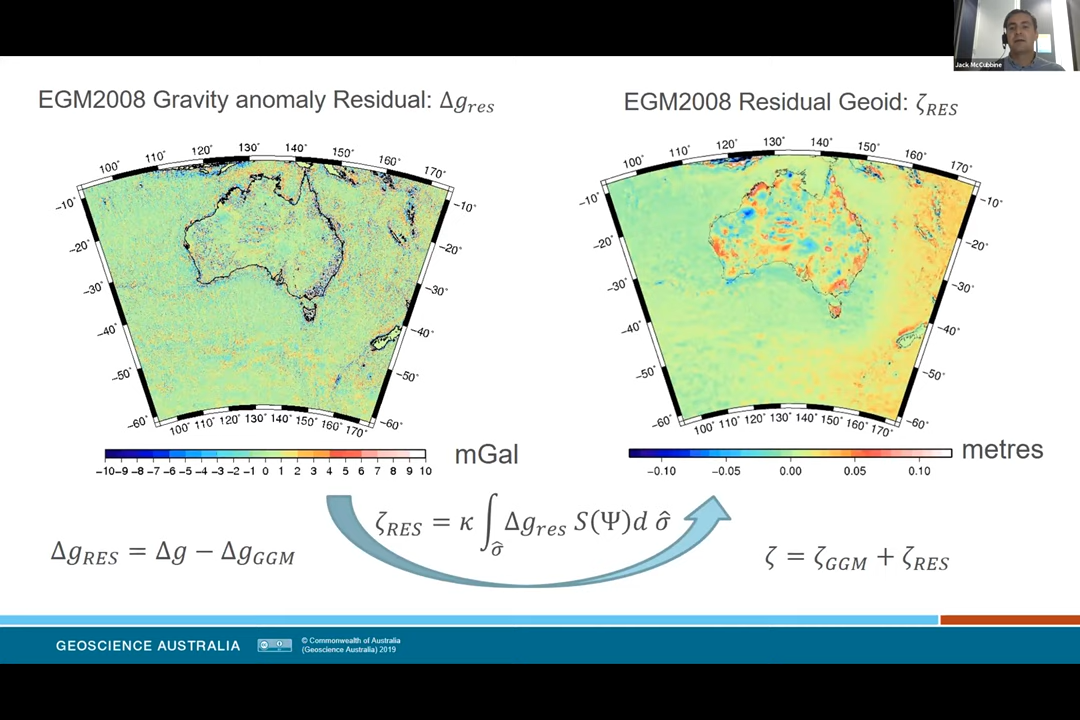 Jack McCubbine
EGM2008 Gravity anomaly Residual: Δg_res
EGM2008 Residual Geoid: ζ_RES
100° 110° 120° 130° 140° 150° 160° 170°
-10° -10°
-20° -20°
-30° -30°
-40° -40°
-50° -50°
-60° -60°
100° 110° 120° 130° 140° 150° 160° 170°
-10 -9 -8 -7 -6 -5 -4 -3 -2 -1 0 1 2 3 4 5 6 7 8 9 10
mGal
100° 110° 120° 130° 140° 150° 160° 170°
-10° -10°
-20° -20°
-30° -30°
-40° -40°
-50° -50°
-60° -60°
100° 110° 120° 130° 140° 150° 160° 170°
-0.10 -0.05 0.00 0.05 0.10
metres
ζ_RES = κ ∫_σ̂ Δg_res S(Ψ)d σ̂
Δg_RES = Δg − Δg_GGM
ζ = ζ_GGM + ζ_RES
GEOSCIENCE AUSTRALIA
© Commonwealth of Australia
(Geoscience Australia) 2019